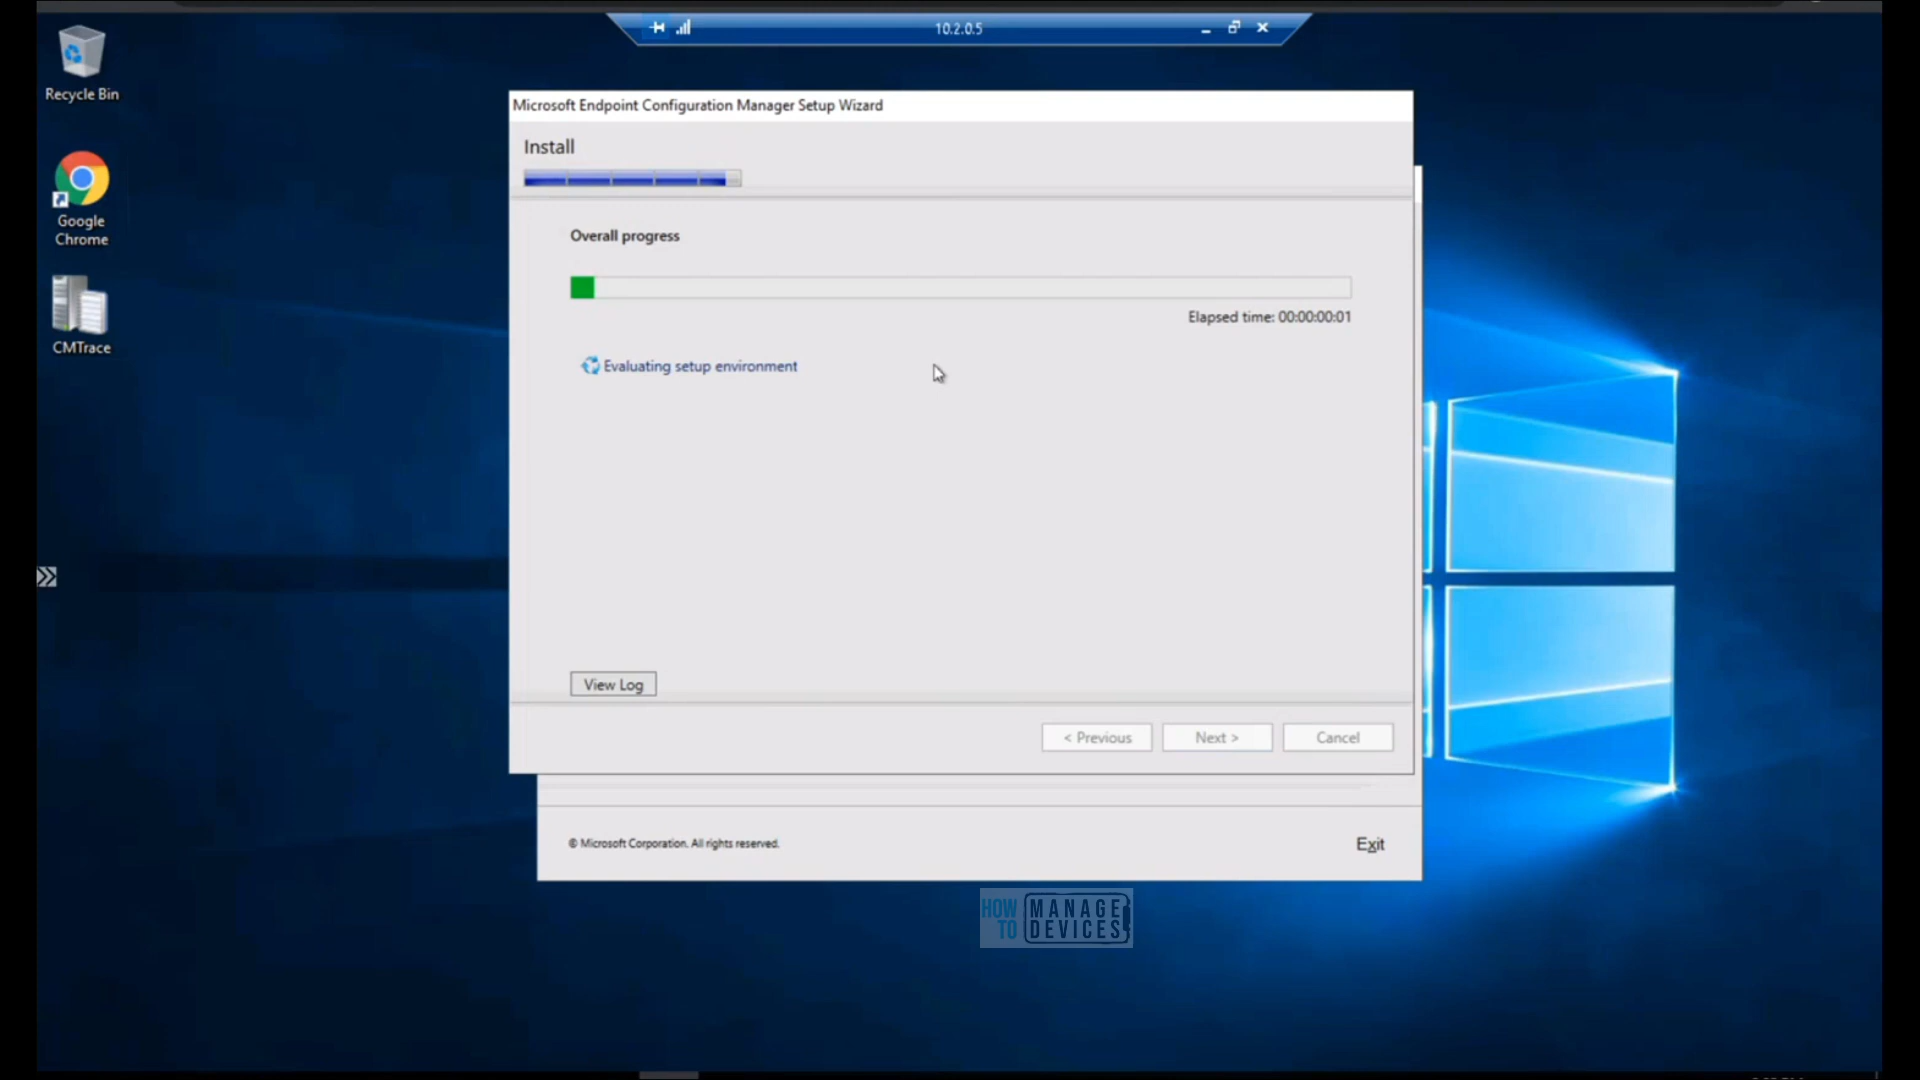 10.2.0.5
Recycle Bin
Google
Chrome
CMTrace
Microsoft Endpoint Configuration Manager Setup Wizard
Install
Overall progress
Elapsed time: 00:00:00:01
Evaluating setup environment
View Log
< Previous
Next >
Cancel
© Microsoft Corporation. All rights reserved.
Exit
HOW MANAGE
TO DEVICES